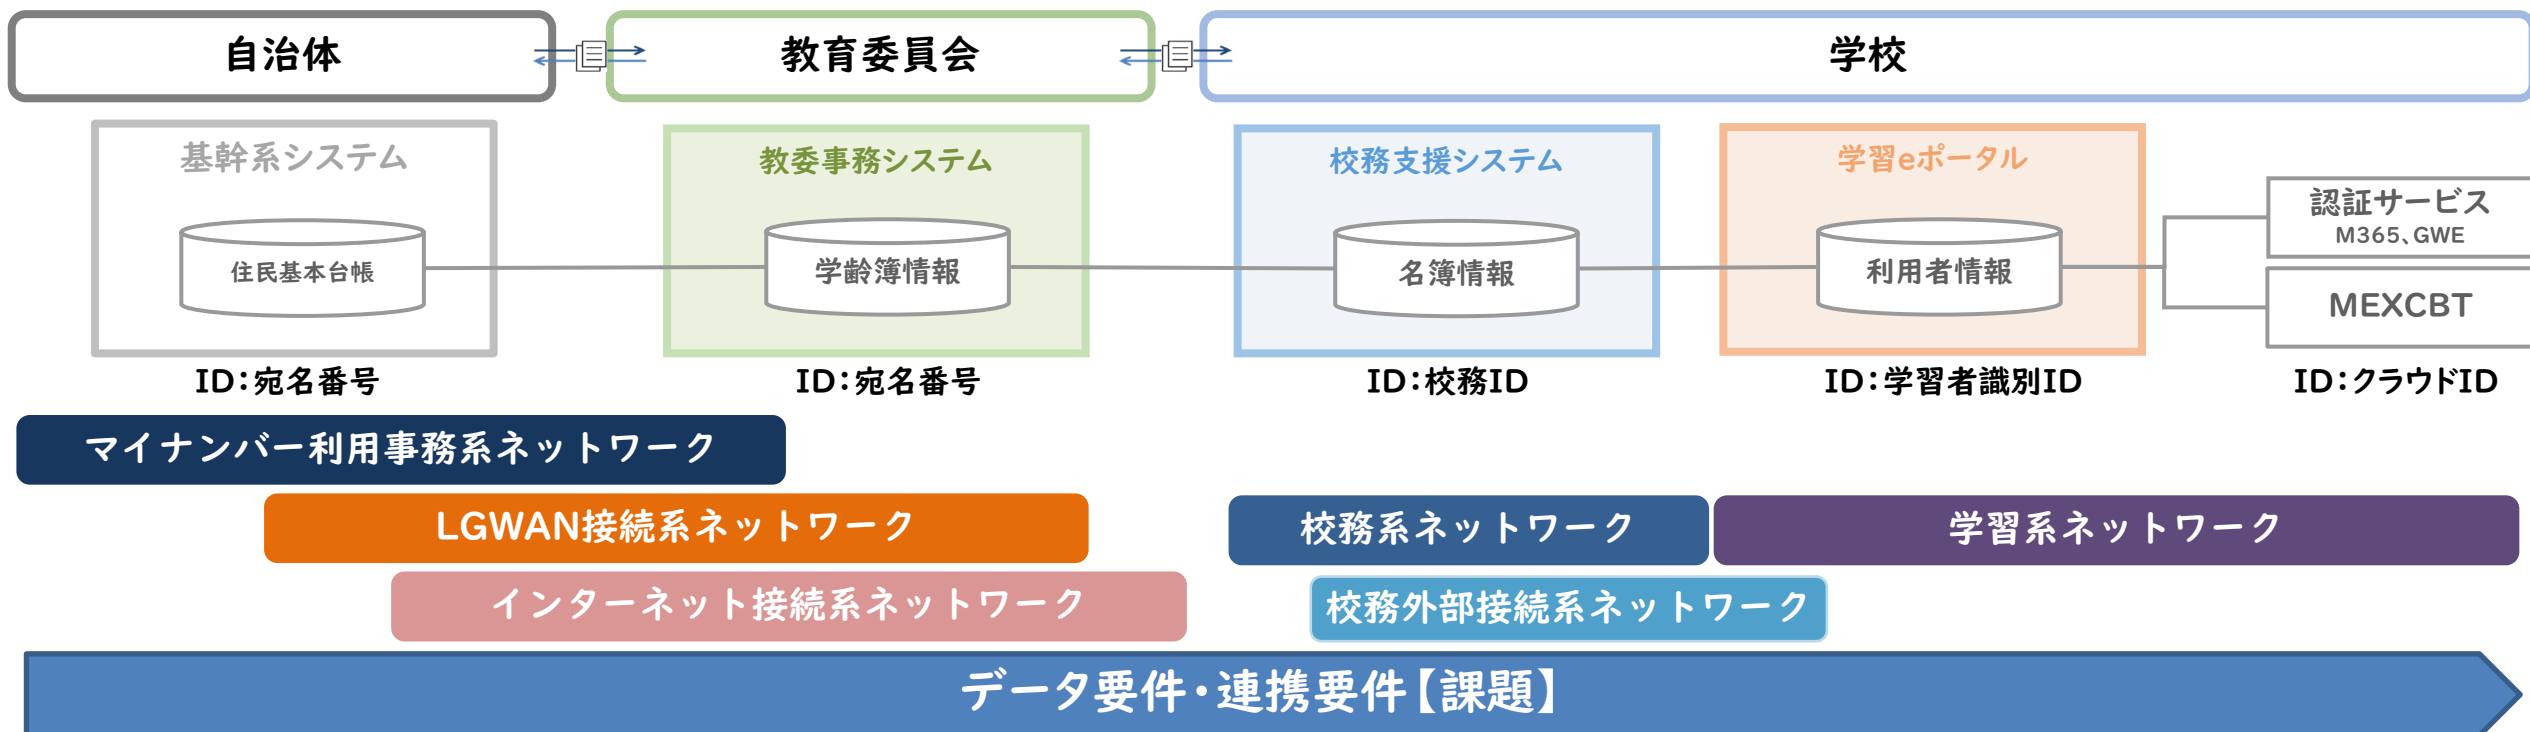 自治体
教育委員会
学校
基幹系システム
教委事務システム
校務支援システム
学習eポータル
住民基本台帳
学齢簿情報
名簿情報
利用者情報
認証サービス
M365、GWE
MEXCBT
ID:宛名番号
ID:宛名番号
ID:校務ID
ID:学習者識別ID
ID:クラウドID
マイナンバー利用事務系ネットワーク
LGWAN接続系ネットワーク
校務系ネットワーク
学習系ネットワーク
インターネット接続系ネットワーク
校務外部接続系ネットワーク
データ要件・連携要件【課題】